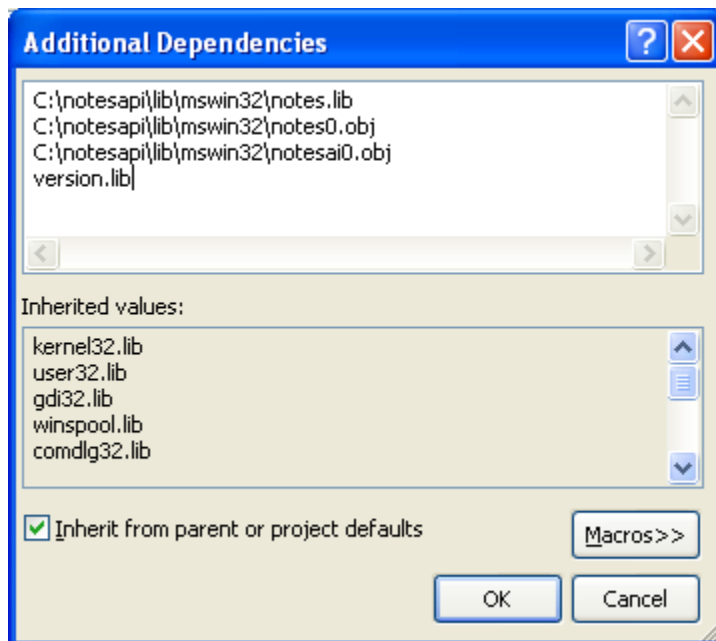 Additional Dependencies
C:\notesapi\lib\mswin32\notes.lib
C:\notesapi\lib\mswin32\notes0.obj
C:\notesapi\lib\mswin32\notesai0.obj
version.lib
Inherited values:
kernel32.lib
user32.lib
gdi32.lib
winspool.lib
comdlg32.lib
Inherit from parent or project defaults
Macros>>
OK
Cancel